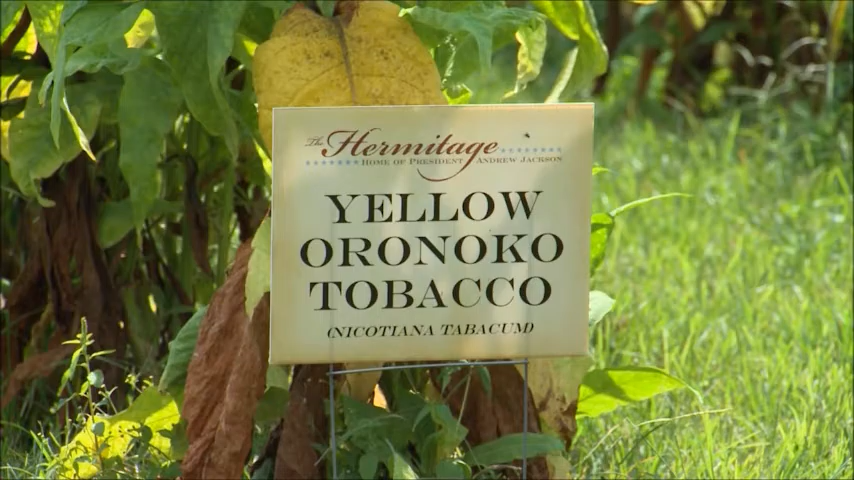 The Hermitage
HOME OF PRESIDENT ANDREW JACKSON
YELLOW
ORONOKO
TOBACCO
(NICOTIANA TABACUM)